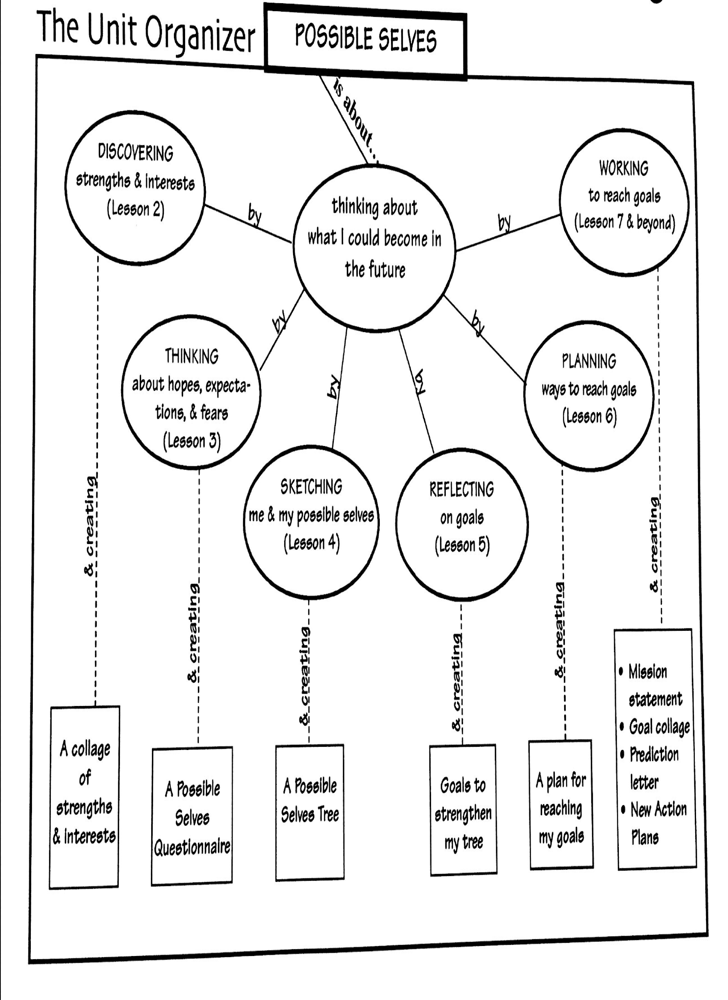 The Unit Organizer
POSSIBLE SELVES
is about...
thinking about
what I could become in
the future
by
DISCOVERING
strengths & interests
(Lesson 2)
& creating
A collage
of
strengths
& interests
by
THINKING
about hopes, expecta-
tions, & fears
(Lesson 3)
& creating
A Possible
Selves
Questionnaire
by
SKETCHING
me & my possible selves
(Lesson 4)
& creating
A Possible
Selves Tree
by
REFLECTING
on goals
(Lesson 5)
& creating
Goals to
strengthen
my tree
by
PLANNING
ways to reach goals
(Lesson 6)
& creating
A plan for
reaching
my goals
by
WORKING
to reach goals
(Lesson 7 & beyond)
& creating
• Mission
statement
• Goal collage
• Prediction
letter
• New Action
Plans